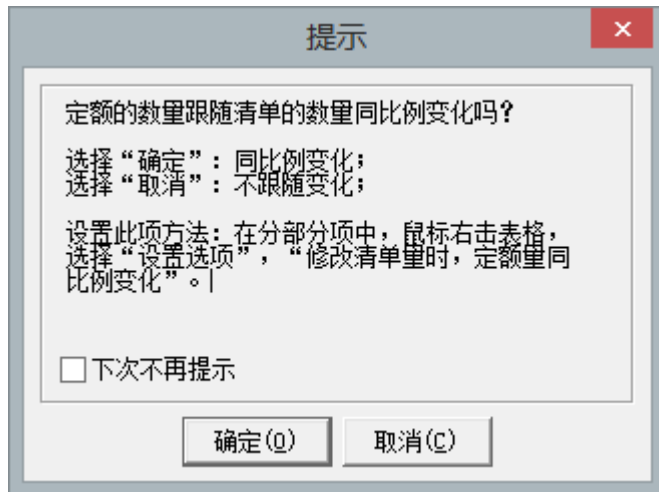 提示
定额的数量跟随清单的数量同比例变化吗?
选择“确定”: 同比例变化;
选择“取消”: 不跟随变化;
设置此项方法: 在分部分项中, 鼠标右击表格,
选择“设置选项”, “修改清单量时, 定额量同
比例变化”。
下次不再提示
确定(O)
取消(C)